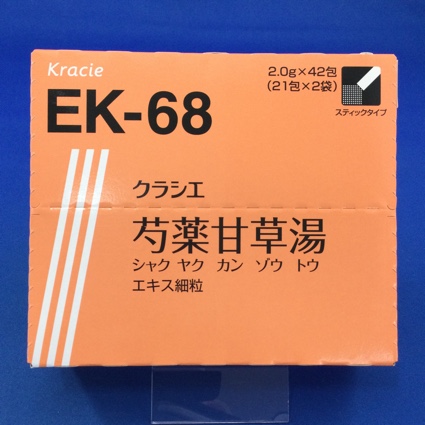 Kracie
2.0g×42包
(21包×2袋)
スティックタイプ
EK-68
クラシエ
芍薬甘草湯
シャク ヤク カン ゾウ トウ
エキス細粒